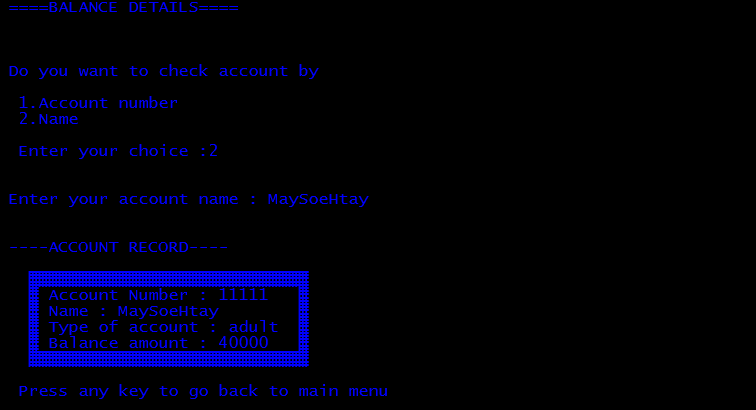 ====BALANCE DETAILS====
Do you want to check account by
1.Account number
2.Name
Enter your choice :2
Enter your account name : MaySoeHtay
----ACCOUNT RECORD----
Account Number : 11111
Name : MaySoeHtay
Type of account : adult
Balance amount : 40000
Press any key to go back to main menu